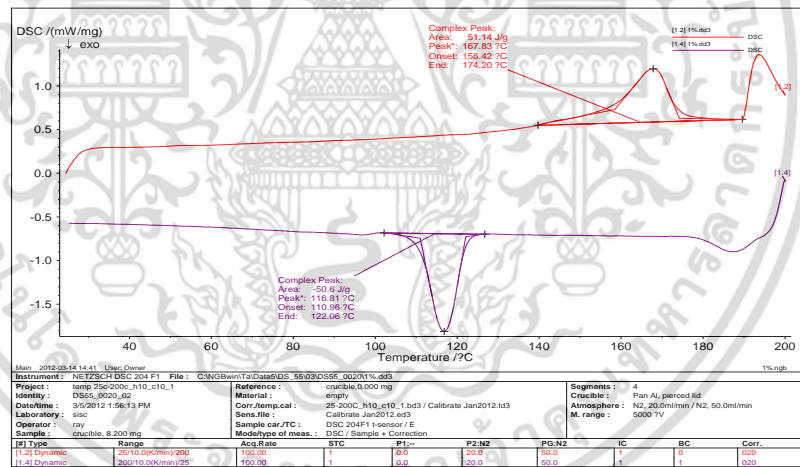 DSC /(mW/mg)
↓ exo
Complex Peak:
Area: 51.14 J/g
Peak*: 167.83 ?C
Onset: 158.42 ?C
End: 174.20 ?C
[1.2] 1%.dd3
DSC
[1.4] 1%.dd3
DSC
[1.2]
[1.4]
1.0
0.5
0.0
-0.5
-1.0
-1.5
Complex Peak:
Area: -50.6 J/g
Peak*: 116.81 ?C
Onset: 110.96 ?C
End: 122.06 ?C
40 60 80 100 120 140 160 180 200
Temperature /?C
Main 2012-03-14 14:41 User: Owner 1%.ngb
Instrument : NETZSCH DSC 204 F1 File : C:\NGBwin\Ta\Data5\DS_55\03\DS55_0020\1%.dd3
Project : temp 25c-200c_h10_c10_1 Reference : crucible,0.000 mg Segments : 4
Identity : DS55_0020_02 Material : empty Crucible : Pan Al, pierced lid
Date/time : 3/5/2012 1:56:13 PM Corr./temp.cal : 25-200C_h10_c10_1.bd3 / Calibrate Jan2012.td3 Atmosphere : N2, 20.0ml/min / N2, 50.0ml/min
Laboratory : sisc Sens.file : Calibrate Jan2012.ed3 M. range : 5000 ?V
Operator : ray Sample car./TC : DSC 204F1 t-sensor / E
Sample : crucible, 8.200 mg Mode/type of meas. : DSC / Sample + Correction
[#] Type Range Acq.Rate STC P1:-- P2:N2 PG:N2 IC BC Corr.
[1.2] Dynamic 25/10.0(K/min)/200 100.00 1 0.0 20.0 50.0 1 0 020
[1.4] Dynamic 200/10.0(K/min)/25 100.00 1 0.0 20.0 50.0 1 1 020